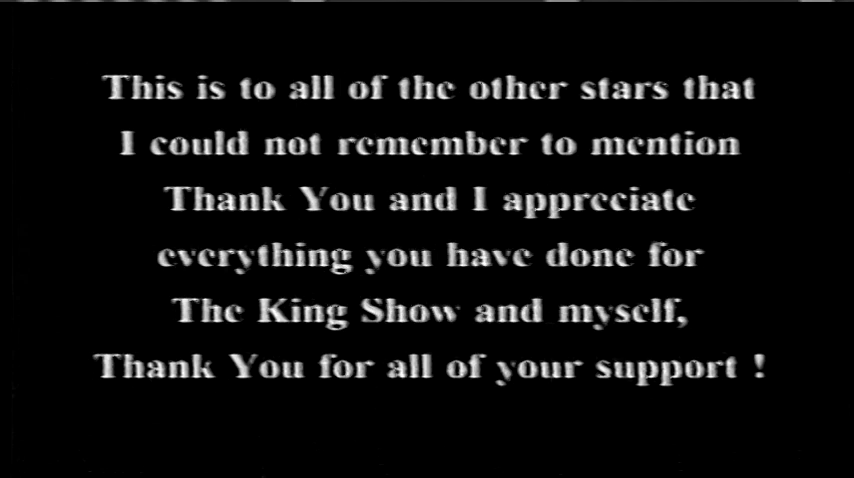 This is to all of the other stars that
I could not remember to mention
Thank You and I appreciate
everything you have done for
The King Show and myself,
Thank You for all of your support !